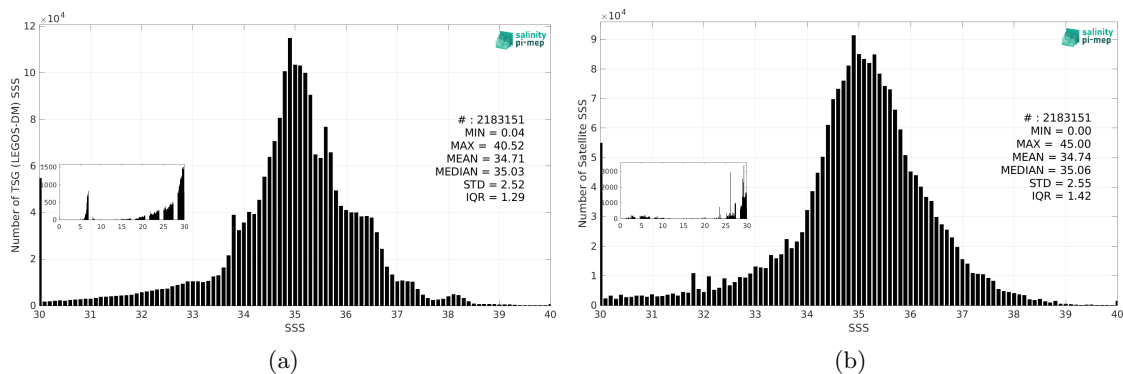 ×10⁴
12
10
8
6
4
2
0
30 31 32 33 34 35 36 37 38 39 40
SSS
Number of TSG (LEGOS-DM) SSS
salinity
pi-mep
# : 2183151
MIN = 0.04
MAX = 40.52
MEAN = 34.71
MEDIAN = 35.03
STD = 2.52
IQR = 1.29
1500
1000
500
0
0 5 10 15 20 25 30
(a)
×10⁴
9
8
7
6
5
4
3
2
1
0
30 31 32 33 34 35 36 37 38 39 40
SSS
Number of Satellite SSS
salinity
pi-mep
# : 2183151
MIN = 0.00
MAX = 45.00
MEAN = 34.74
MEDIAN = 35.06
STD = 2.55
IQR = 1.42
3000
2000
1000
0
0 5 10 15 20 25 30
(b)